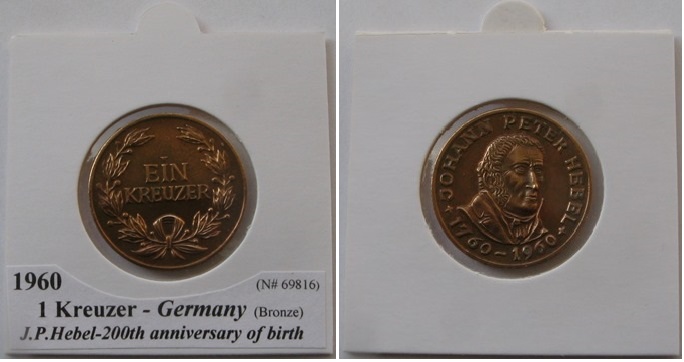 EIN
KREUZER
1960 (N# 69816)
1 Kreuzer - Germany (Bronze)
J.P.Hebel-200th anniversary of birth
JOHANN PETER HEBEL
1760-1960